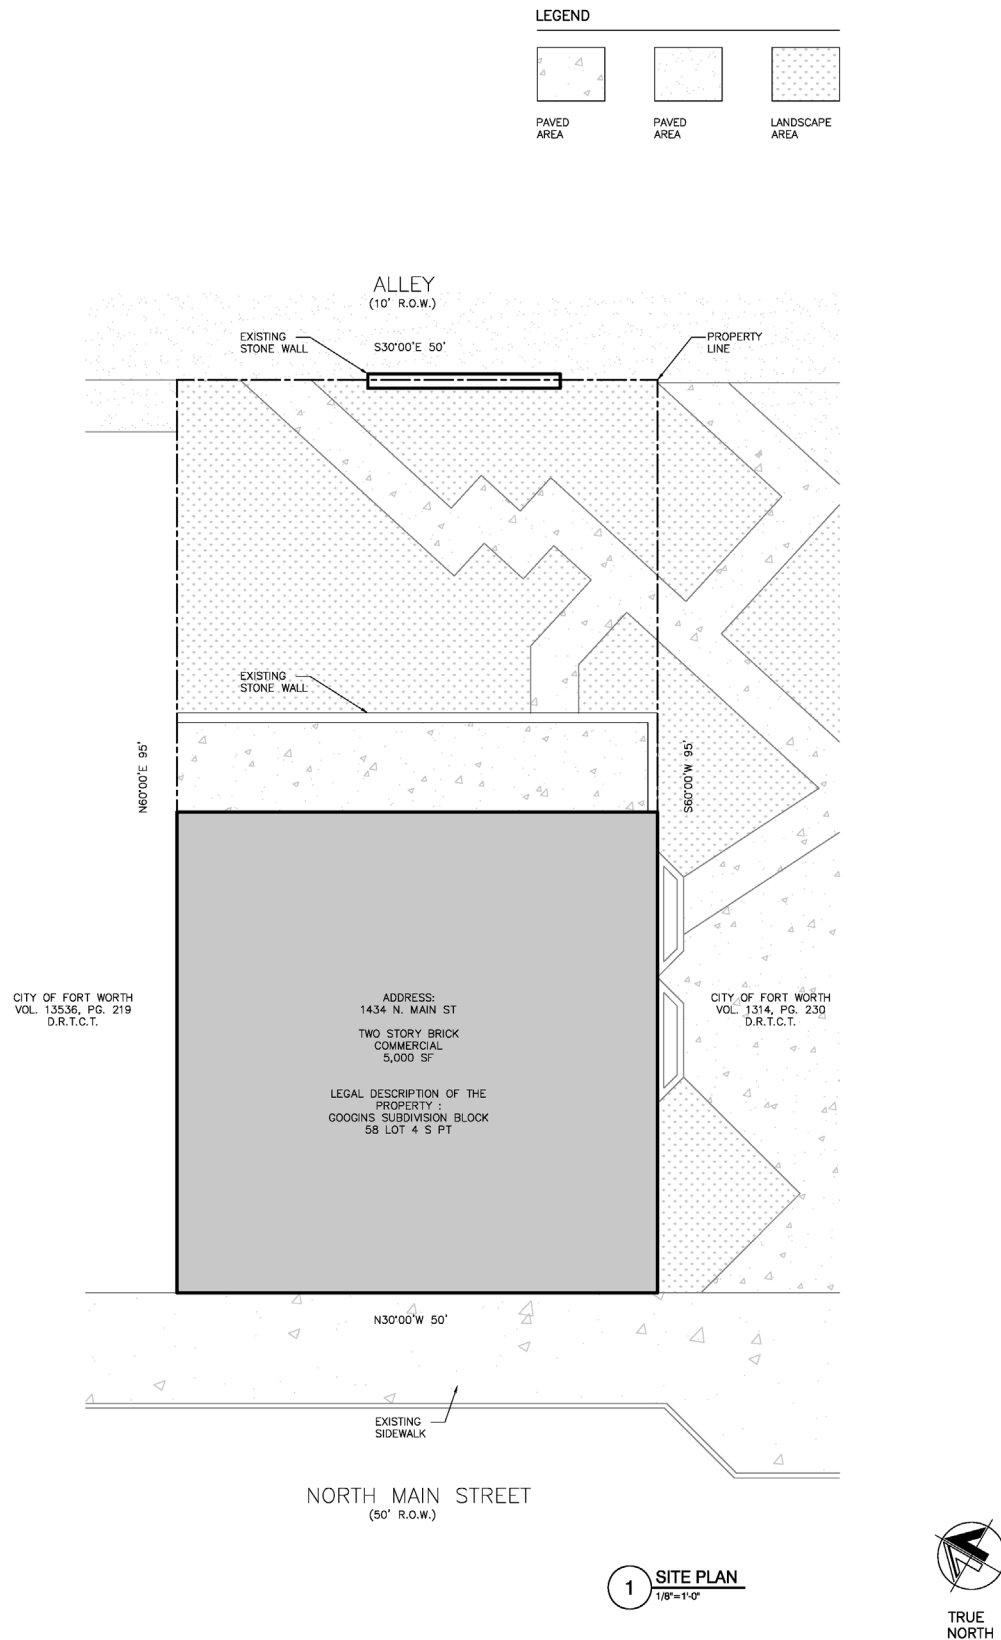 LEGEND
PAVED
AREA
PAVED
AREA
LANDSCAPE
AREA
ALLEY
(10' R.O.W.)
EXISTING
STONE WALL
S30°00'E 50'
PROPERTY
LINE
EXISTING
STONE WALL
N60°00'E 95'
S60°00'W 95'
CITY OF FORT WORTH
VOL. 13536, PG. 219
D.R.T.C.T.
ADDRESS:
1434 N. MAIN ST
TWO STORY BRICK
COMMERCIAL
5,000 SF
LEGAL DESCRIPTION OF THE
PROPERTY :
GOOGINS SUBDIVISION BLOCK
58 LOT 4 S PT
CITY OF FORT WORTH
VOL. 1314, PG. 230
D.R.T.C.T.
N30°00'W 50'
EXISTING
SIDEWALK
NORTH MAIN STREET
(50' R.O.W.)
1
SITE PLAN
1/8"=1'-0"
TRUE
NORTH